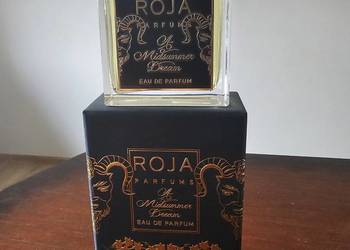 ROJA
PARFUMS
A
Midsummer
Dream
EAU DE PARFUM
ROJA
PARFUMS
A
Midsummer
Dream
EAU DE PARFUM